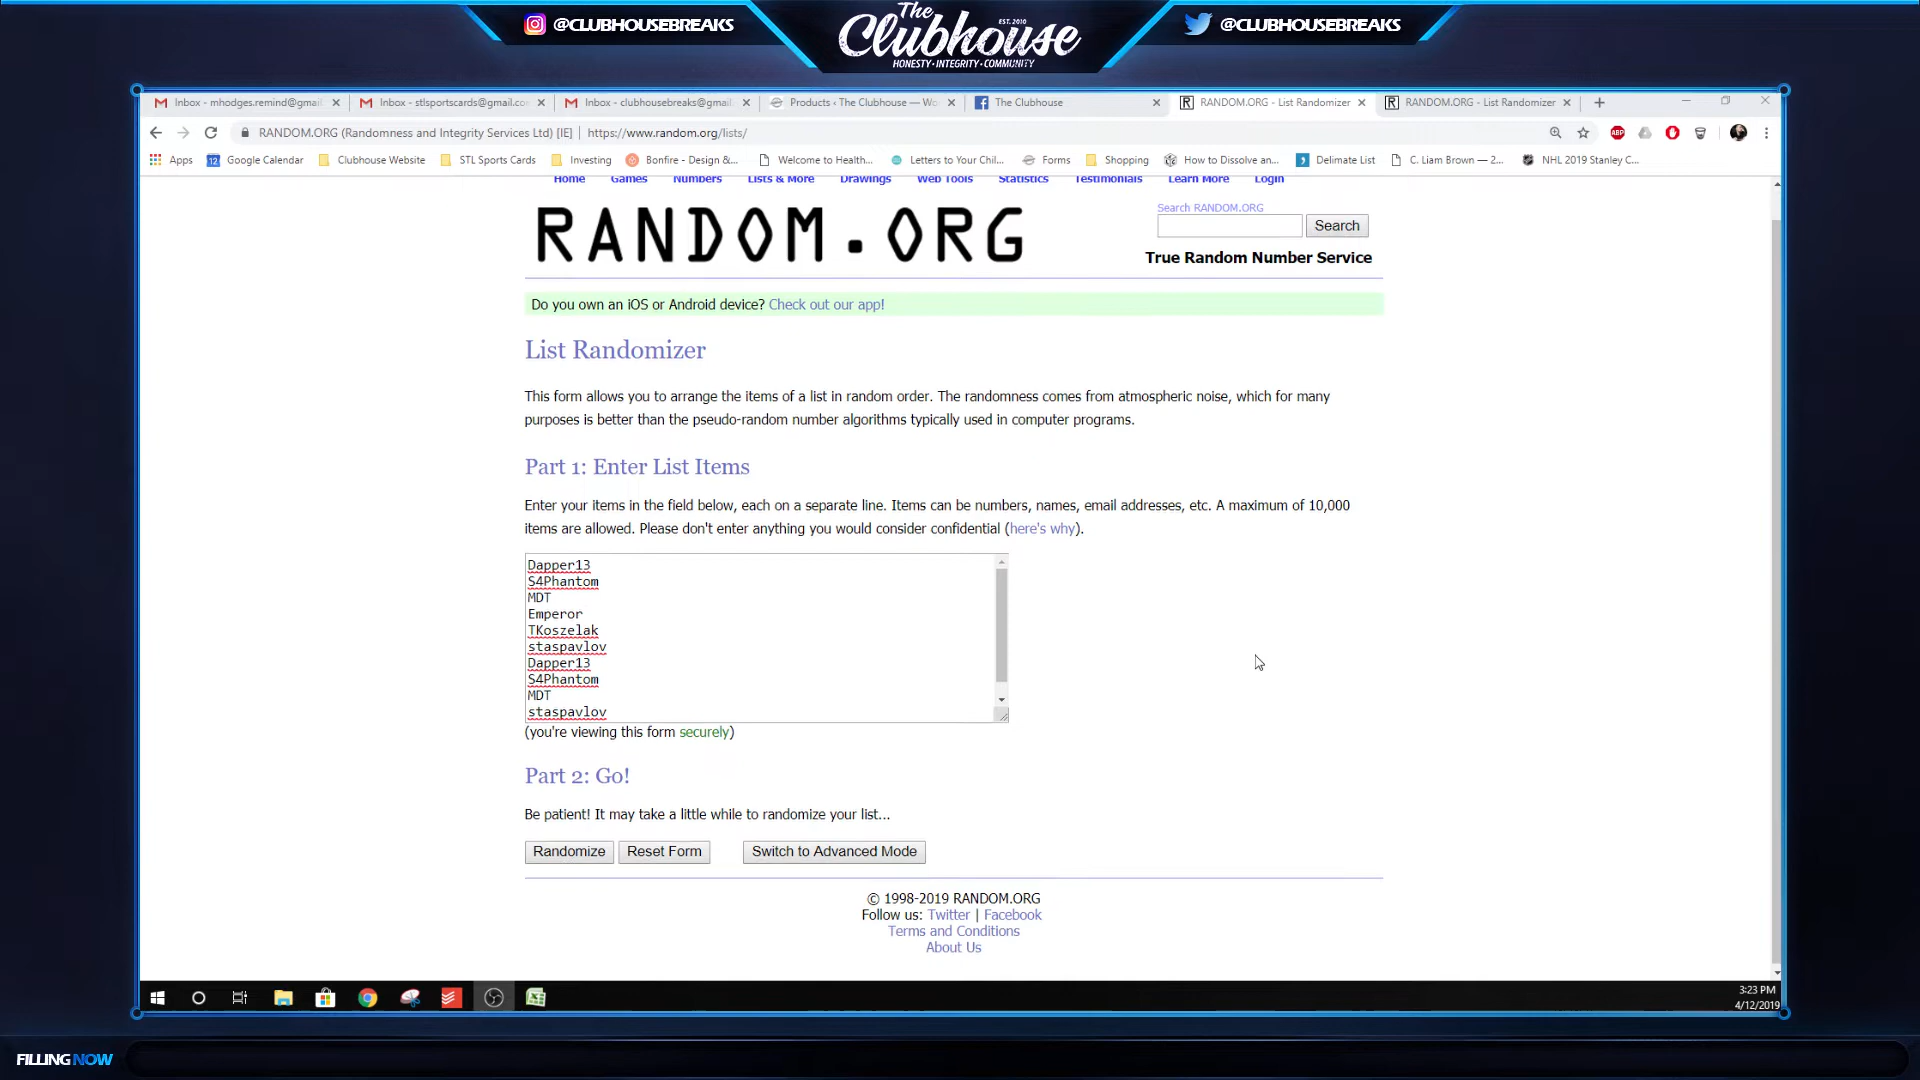 @CLUBHOUSEBREAKS
The
Clubhouse
EST. 2010
HONESTY • INTEGRITY • COMMUNITY
@CLUBHOUSEBREAKS
Inbox - mhodges.remind@gmai
Inbox - stlsportscards@gmail.co
Inbox - clubhousebreaks@gmail
Products ‹ The Clubhouse — Wo
The Clubhouse
RANDOM.ORG - List Randomizer
RANDOM.ORG - List Randomizer
RANDOM.ORG (Randomness and Integrity Services Ltd) [IE] | https://www.random.org/lists/
Apps
Google Calendar
Clubhouse Website
STL Sports Cards
Investing
Bonfire - Design &...
Welcome to Health...
Letters to Your Chil...
Forms
Shopping
How to Dissolve an...
Delimate List
C. Liam Brown — 2...
NHL 2019 Stanley C...
Home Games Numbers Lists & More Drawings Web Tools Statistics Testimonials Learn More Login
RANDOM.ORG
Search RANDOM.ORG
Search
True Random Number Service
Do you own an iOS or Android device? Check out our app!
List Randomizer
This form allows you to arrange the items of a list in random order. The randomness comes from atmospheric noise, which for many
purposes is better than the pseudo-random number algorithms typically used in computer programs.
Part 1: Enter List Items
Enter your items in the field below, each on a separate line. Items can be numbers, names, email addresses, etc. A maximum of 10,000
items are allowed. Please don't enter anything you would consider confidential (here's why).
Dapper13
S4Phantom
MDT
Emperor
TKoszelak
staspavlov
Dapper13
S4Phantom
MDT
staspavlov
(you're viewing this form securely)
Part 2: Go!
Be patient! It may take a little while to randomize your list...
Randomize
Reset Form
Switch to Advanced Mode
© 1998-2019 RANDOM.ORG
Follow us: Twitter | Facebook
Terms and Conditions
About Us
3:23 PM
4/12/2019
FILLING NOW